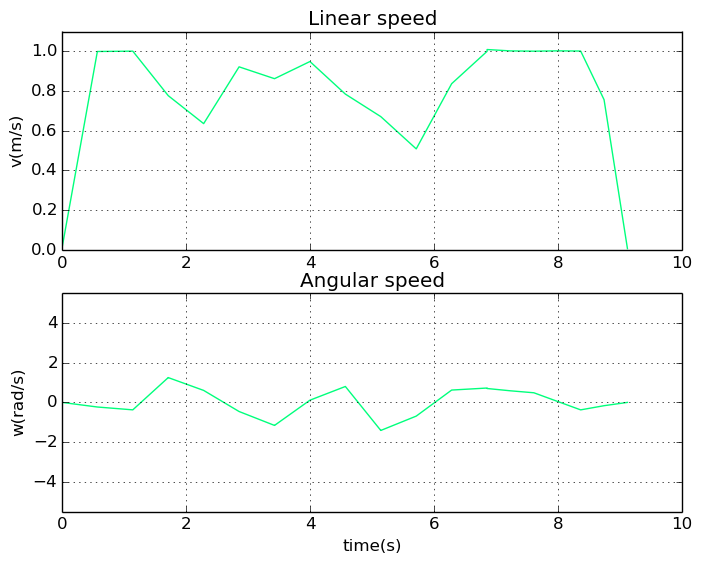 Linear speed
1.0
0.8
0.6
0.4
0.2
0.0
v(m/s)
0 2 4 6 8 10
Angular speed
4
2
0
−2
−4
w(rad/s)
0 2 4 6 8 10
time(s)